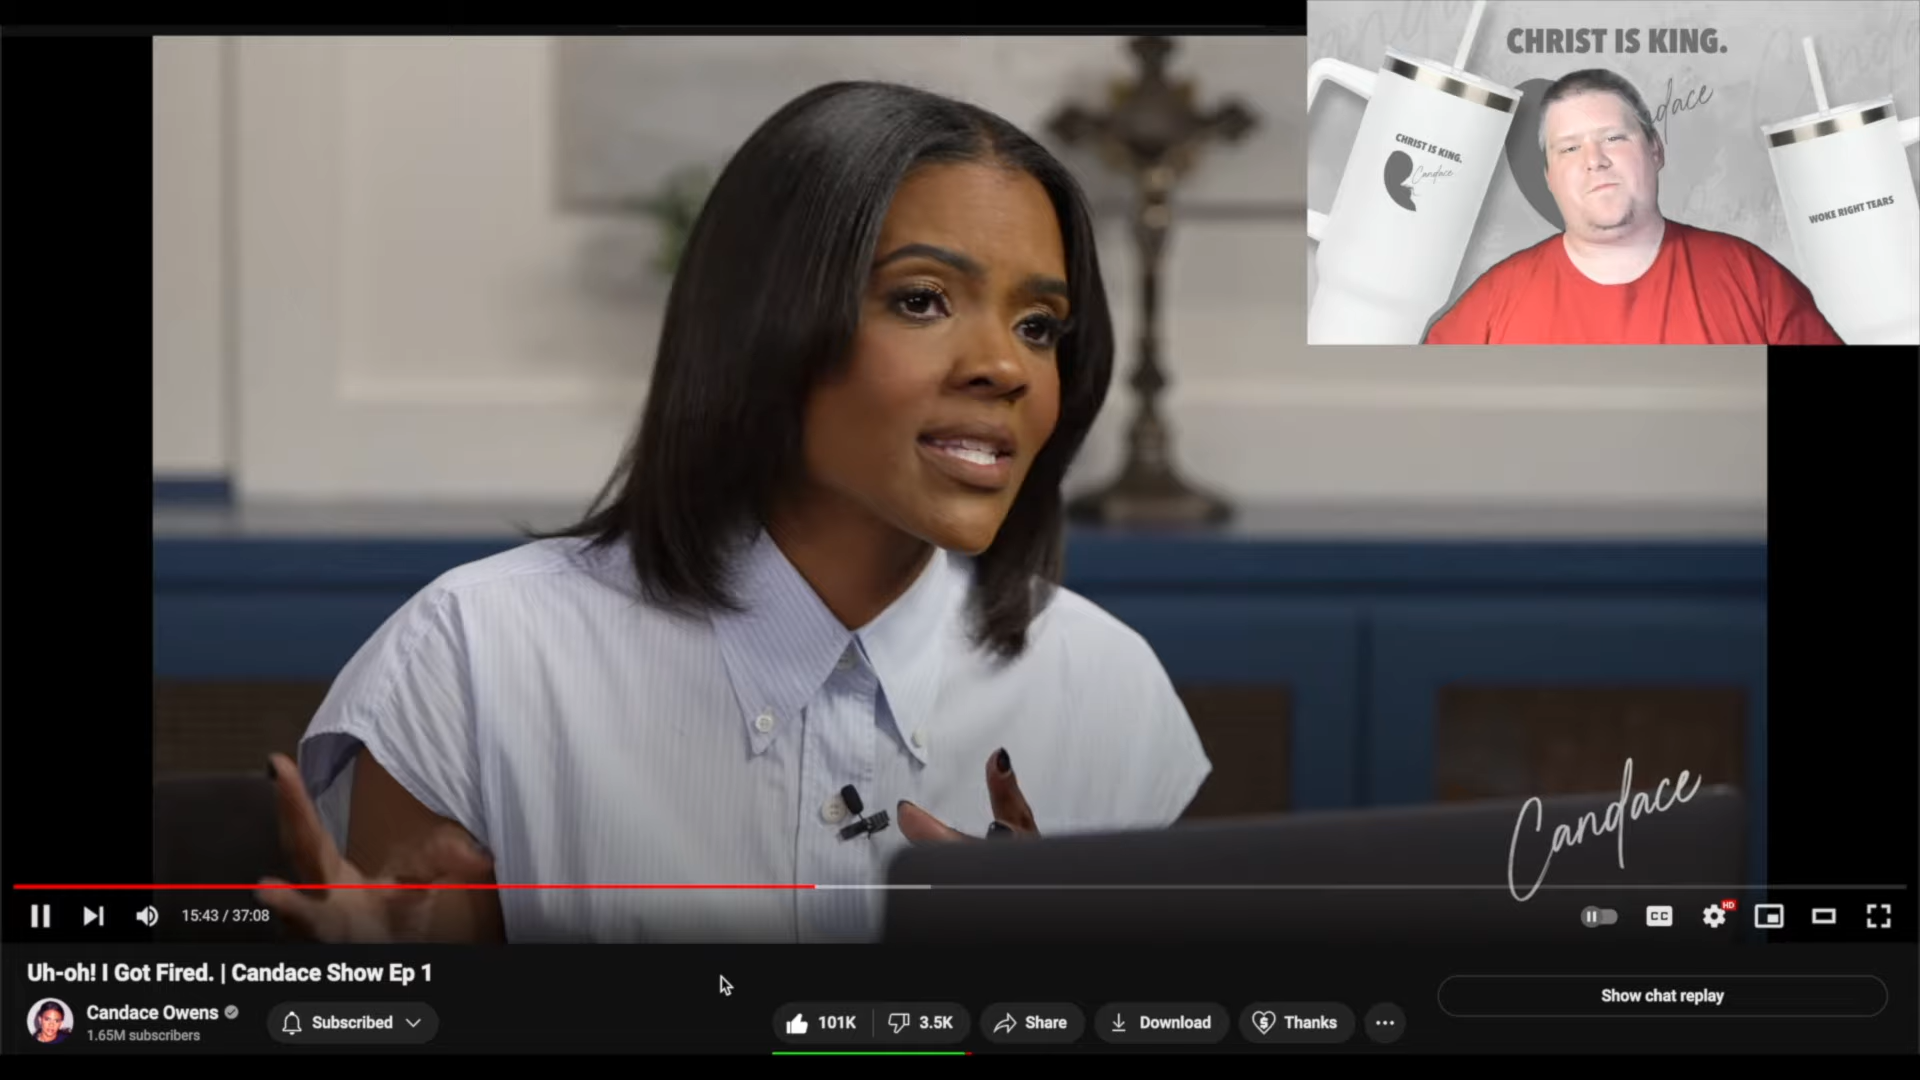 CHRIST IS KING.
CHRIST IS KING.
Candace
WOKE RIGHT TEARS
Candace
15:43 / 37:08
CC
HD
Uh-oh! I Got Fired. | Candace Show Ep 1
Candace Owens
1.65M subscribers
Subscribed
101K
3.5K
Share
Download
Thanks
Show chat replay